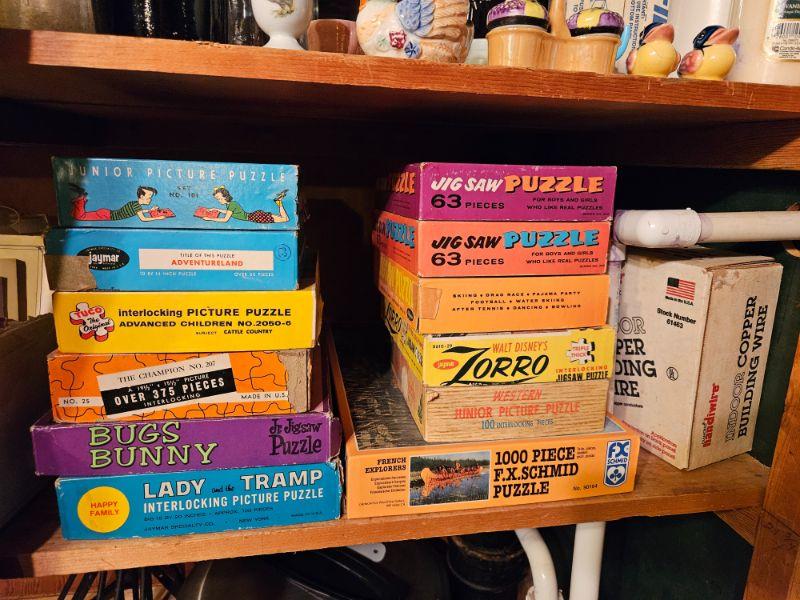 JUNIOR PICTURE PUZZLE
SET
NO. 101
jaymar
TITLE OF THIS PUZZLE
ADVENTURELAND
TUCO
The Original
interlocking PICTURE PUZZLE
ADVANCED CHILDREN NO. 2050-6
SUBJECT CATTLE COUNTRY
THE CHAMPION NO. 207
OVER 375 PIECES
INTERLOCKING
NO. 25
MADE IN U.S.
BUGS
BUNNY
Jr. Jigsaw
Puzzle
HAPPY
FAMILY
LADY and the TRAMP
INTERLOCKING PICTURE PUZZLE
JAYMAR SPECIALTY CO. NEW YORK
JIG SAW PUZZLE
63 PIECES
FOR BOYS AND GIRLS
WHO LIKE REAL PUZZLES
JIG SAW PUZZLE
63 PIECES
FOR BOYS AND GIRLS
WHO LIKE REAL PUZZLES
SKIING • DRAG RACE • PAJAMA PARTY
FOOTBALL • WATER SKIING
AFTER TENNIS • DANCING • BOWLING
jaymar
WALT DISNEY'S
ZORRO
TRIPLE
THICK
INTERLOCKING
JIGSAW PUZZLE
WESTERN
JUNIOR PICTURE PUZZLE
100 INTERLOCKING PIECES
FRENCH
EXPLORERS
1000 PIECE
F.X. SCHMID
PUZZLE
FX
SCHMID
No. 90164
Stock Number
61463
MADE IN U.S.A.
handiwire
INDOOR COPPER
BUILDING WIRE